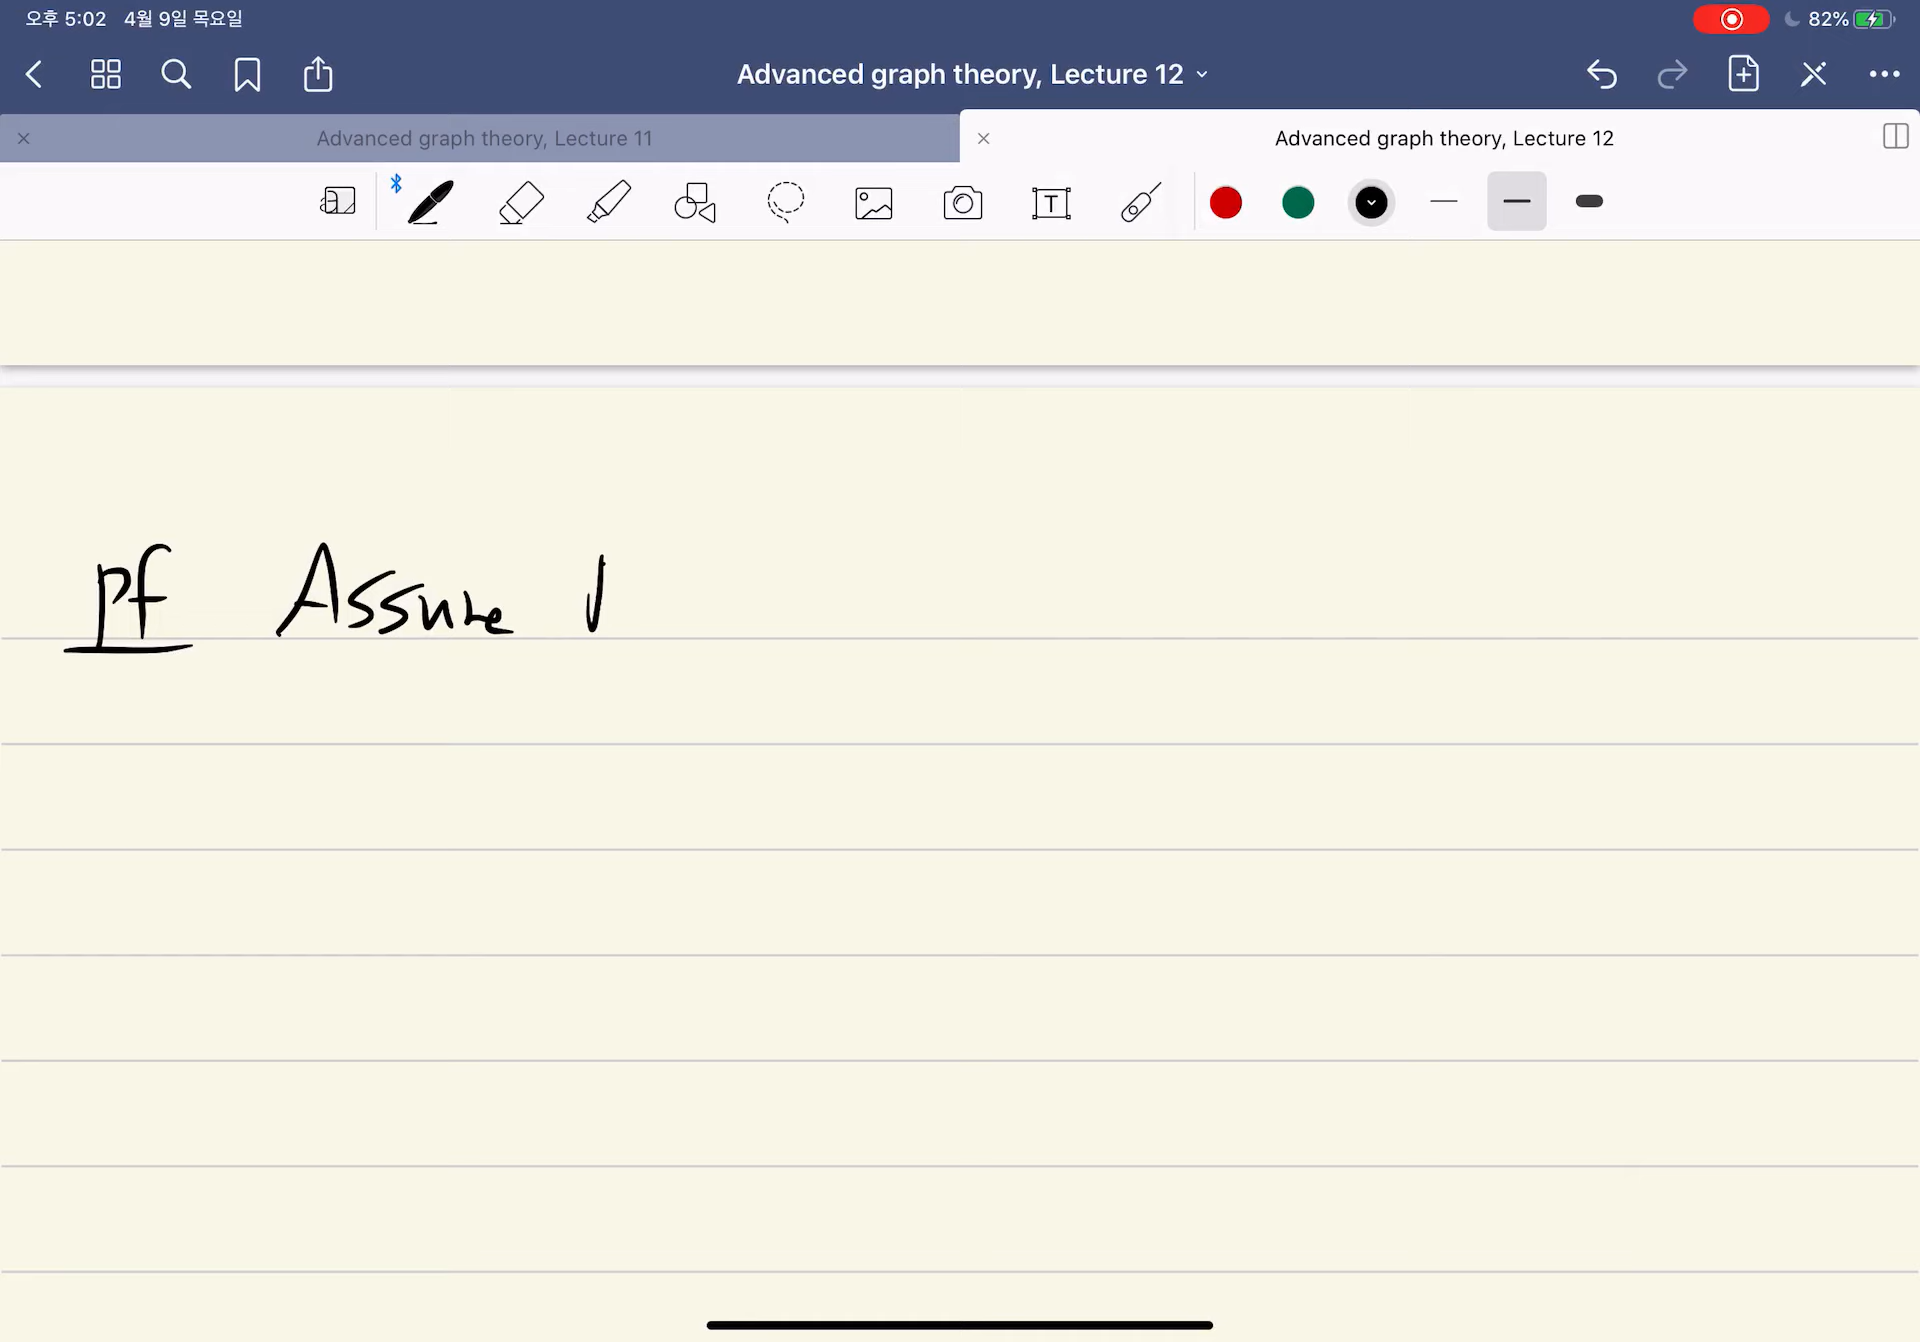 오후 5:02 4월 9일 목요일 82%
Advanced graph theory, Lecture 12
Advanced graph theory, Lecture 11
Advanced graph theory, Lecture 12
a T
pf Assume